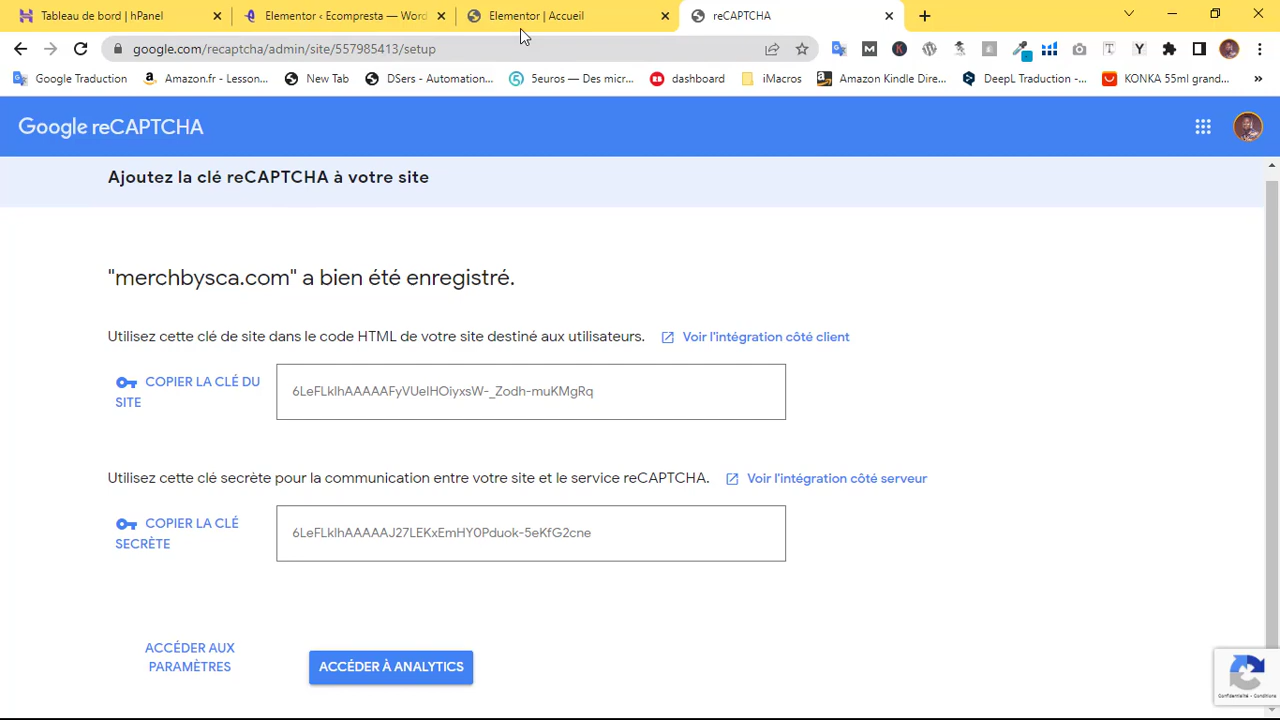 Tableau de bord | hPanel
Elementor ‹ Ecompresta — Word
Elementor | Accueil
reCAPTCHA
google.com/recaptcha/admin/site/557985413/setup
Google Traduction
Amazon.fr - Lesson...
New Tab
DSers - Automation...
5euros — Des micr...
dashboard
iMacros
Amazon Kindle Dire...
DeepL Traduction -...
KONKA 55ml grand...
»
Google reCAPTCHA
Ajoutez la clé reCAPTCHA à votre site
"merchbysca.com" a bien été enregistré.
Utilisez cette clé de site dans le code HTML de votre site destiné aux utilisateurs. Voir l'intégration côté client
COPIER LA CLÉ DU
SITE
6LeFLkIhAAAAAFyVUeIHOiyxsW-_Zodh-muKMgRq
Utilisez cette clé secrète pour la communication entre votre site et le service reCAPTCHA. Voir l'intégration côté serveur
COPIER LA CLÉ
SECRÈTE
6LeFLkIhAAAAAJ27LEKxEmHY0Pduok-5eKfG2cne
ACCÉDER AUX
PARAMÈTRES
ACCÉDER À ANALYTICS
Confidentialité - Conditions